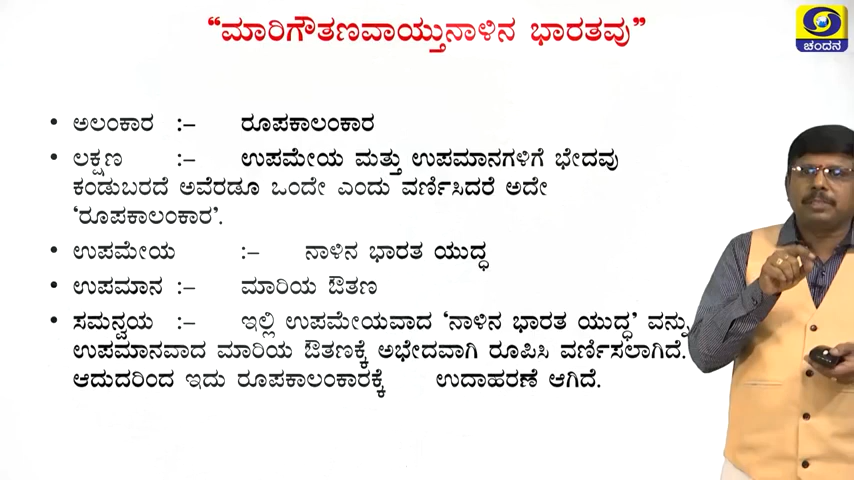 “ಮಾರಿಗೌತಣವಾಯ್ತುನಾಳಿನ ಭಾರತವು”
ಚಂದನ
• ಅಲಂಕಾರ :– ರೂಪಕಾಲಂಕಾರ
• ಲಕ್ಷಣ :– ಉಪಮೇಯ ಮತ್ತು ಉಪಮಾನಗಳಿಗೆ ಭೇದವು
ಕಂಡುಬರದೆ ಅವೆರಡೂ ಒಂದೇ ಎಂದು ವರ್ಣಿಸಿದರೆ ಅದೇ
‘ರೂಪಕಾಲಂಕಾರ’.
• ಉಪಮೇಯ :– ನಾಳಿನ ಭಾರತ ಯುದ್ಧ
• ಉಪಮಾನ :– ಮಾರಿಯ ಔತಣ
• ಸಮನ್ವಯ :– ಇಲ್ಲಿ ಉಪಮೇಯವಾದ ‘ನಾಳಿನ ಭಾರತ ಯುದ್ಧ’ ವನ್ನು
ಉಪಮಾನವಾದ ಮಾರಿಯ ಔತಣಕ್ಕೆ ಅಭೇದವಾಗಿ ರೂಪಿಸಿ ವರ್ಣಿಸಲಾಗಿದೆ.
ಆದುದರಿಂದ ಇದು ರೂಪಕಾಲಂಕಾರಕ್ಕೆ ಉದಾಹರಣೆ ಆಗಿದೆ.